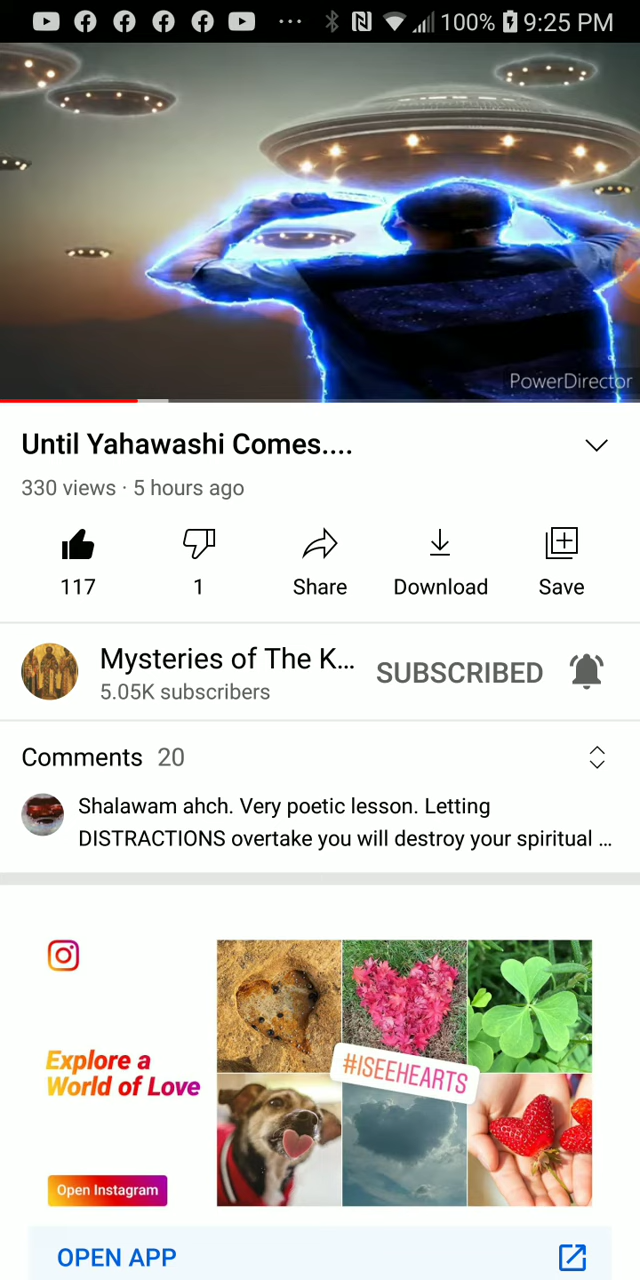 100% 9:25 PM
PowerDirector
Until Yahawashi Comes....
330 views · 5 hours ago
117
1
Share
Download
Save
Mysteries of The K...
SUBSCRIBED
5.05K subscribers
Comments 20
Shalawam ahch. Very poetic lesson. Letting
DISTRACTIONS overtake you will destroy your spiritual ...
Explore a
World of Love
#ISEEHEARTS
Open Instagram
OPEN APP